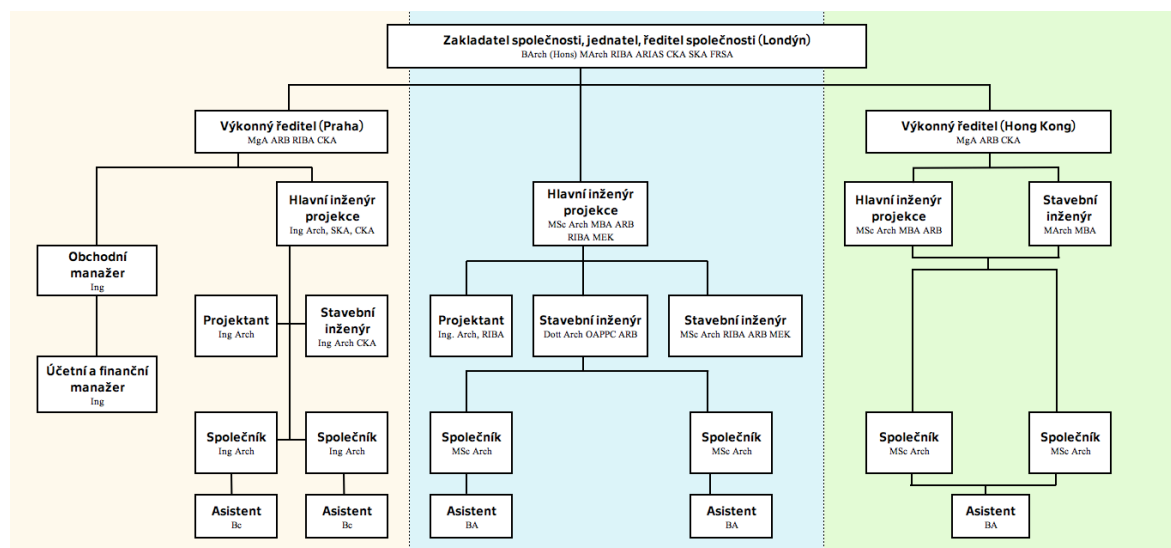 Zakladatel společnosti, jednatel, ředitel společnosti (Londýn)
BArch (Hons) MArch RIBA ARIAS CKA SKA FRSA
Výkonný ředitel (Praha)
MgA ARB RIBA CKA
Obchodní
manažer
Ing
Účetní a finanční
manažer
Ing
Hlavní inženýr
projekce
Ing Arch, SKA, CKA
Projektant
Ing Arch
Stavební
inženýr
Ing Arch CKA
Společník
Ing Arch
Společník
Ing Arch
Asistent
Bc
Asistent
Bc
Hlavní inženýr
projekce
MSc Arch MBA ARB
RIBA MEK
Projektant
Ing. Arch, RIBA
Stavební inženýr
Dott Arch OAPPC ARB
Stavební inženýr
MSc Arch RIBA ARB MEK
Společník
MSc Arch
Společník
MSc Arch
Asistent
BA
Asistent
BA
Výkonný ředitel (Hong Kong)
MgA ARB CKA
Hlavní inženýr
projekce
MSc Arch MBA ARB
Stavební
inženýr
MArch MBA
Společník
MSc Arch
Společník
MSc Arch
Asistent
BA